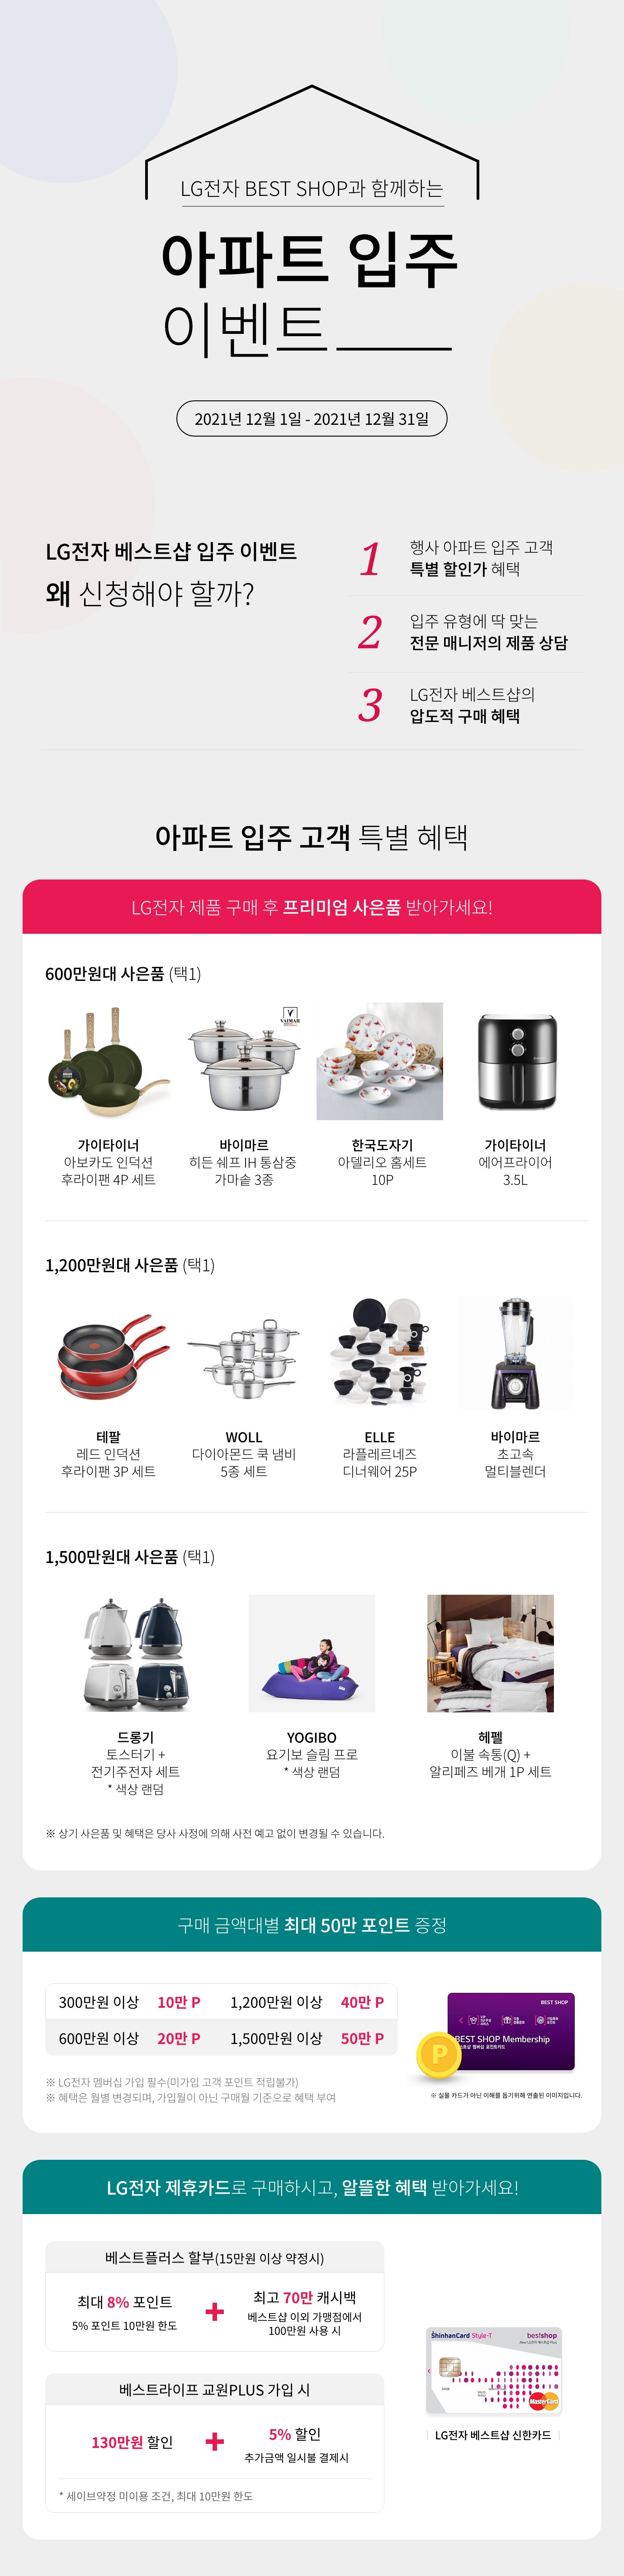 LG전자 BEST SHOP과 함께하는
아파트 입주
이벤트
2021년 12월 1일 - 2021년 12월 31일
LG전자 베스트샵 입주 이벤트
왜 신청해야 할까?
1
행사 아파트 입주 고객
특별 할인가 혜택
2
입주 유형에 딱 맞는
전문 매니저의 제품 상담
3
LG전자 베스트샵의
압도적 구매 혜택
아파트 입주 고객 특별 혜택
LG전자 제품 구매 후 프리미엄 사은품 받아가세요!
600만원대 사은품 (택1)
VAIMAR
가이타이너
아보카도 인덕션
후라이팬 4P 세트
바이마르
히든 쉐프 IH 통삼중
가마솥 3종
한국도자기
아델리오 홈세트
10P
가이타이너
에어프라이어
3.5L
1,200만원대 사은품 (택1)
테팔
레드 인덕션
후라이팬 3P 세트
WOLL
다이아몬드 쿡 냄비
5종 세트
ELLE
라플레르네즈
디너웨어 25P
바이마르
초고속
멀티블렌더
1,500만원대 사은품 (택1)
드롱기
토스터기 +
전기주전자 세트
* 색상 랜덤
YOGIBO
요기보 슬림 프로
* 색상 랜덤
헤펠
이불 속통(Q) +
알리페즈 베개 1P 세트
※ 상기 사은품 및 혜택은 당사 사정에 의해 사전 예고 없이 변경될 수 있습니다.
구매 금액대별 최대 50만 포인트 증정
300만원 이상 10만 P 1,200만원 이상 40만 P
600만원 이상 20만 P 1,500만원 이상 50만 P
※ LG전자 멤버십 가입 필수(미가입 고객 포인트 적립불가)
※ 혜택은 월별 변경되며, 가입월이 아닌 구매월 기준으로 혜택 부여
BEST SHOP
BEST SHOP Membership
P
※ 실물 카드가 아닌 이해를 돕기위해 연출된 이미지입니다.
LG전자 제휴카드로 구매하시고, 알뜰한 혜택 받아가세요!
베스트플러스 할부(15만원 이상 약정시)
최대 8% 포인트
5% 포인트 10만원 한도
+
최고 70만 캐시백
베스트샵 이외 가맹점에서
100만원 사용 시
베스트라이프 교원PLUS 가입 시
130만원 할인
+
5% 할인
추가금액 일시불 결제시
* 세이브약정 미이용 조건, 최대 10만원 한도
ShinhanCard Style-T
bestshop
MasterCard
LG전자 베스트샵 신한카드